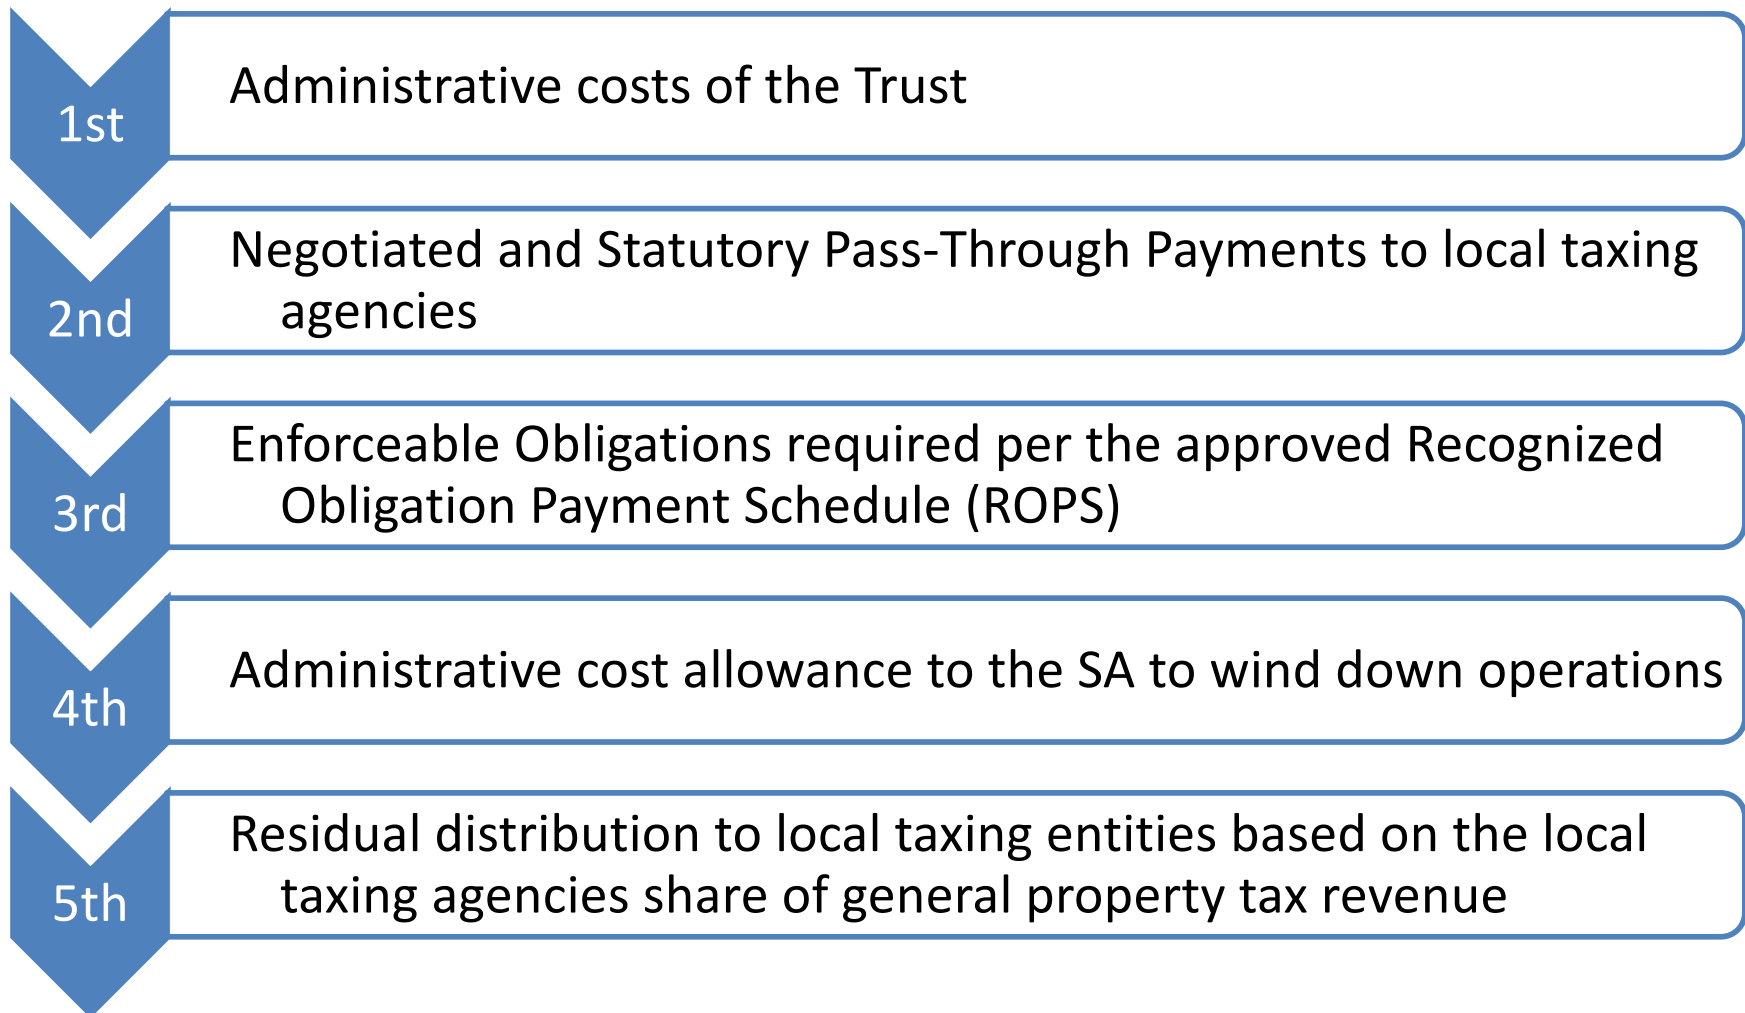 1st
Administrative costs of the Trust
2nd
Negotiated and Statutory Pass-Through Payments to local taxing
agencies
3rd
Enforceable Obligations required per the approved Recognized
Obligation Payment Schedule (ROPS)
4th
Administrative cost allowance to the SA to wind down operations
5th
Residual distribution to local taxing entities based on the local
taxing agencies share of general property tax revenue